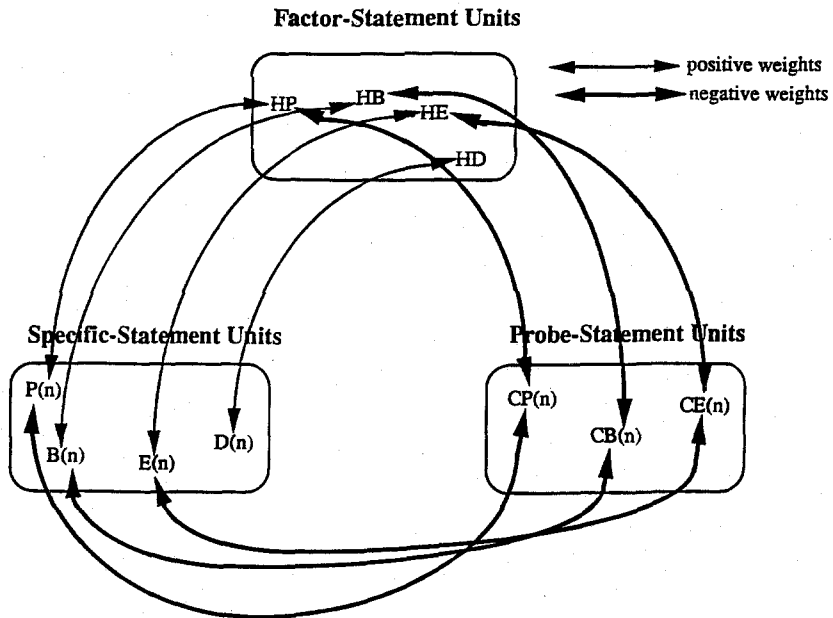 Factor-Statement Units
positive weights
negative weights
HP
HB
HE
HD
Specific-Statement Units
Probe-Statement Units
P(n)
B(n)
E(n)
D(n)
CP(n)
CB(n)
CE(n)